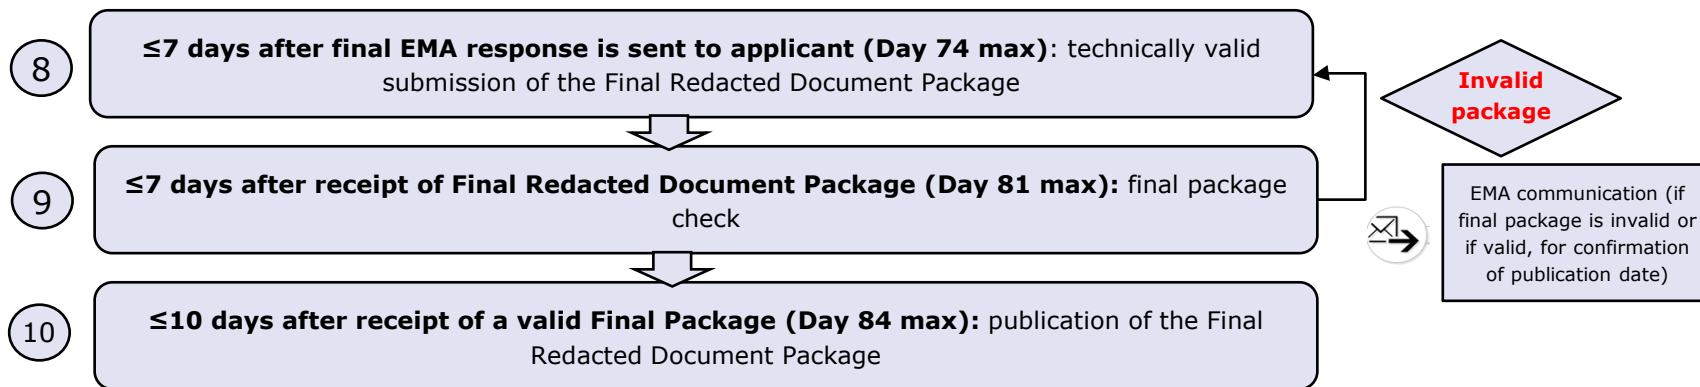 8
≤7 days after final EMA response is sent to applicant (Day 74 max): technically valid
submission of the Final Redacted Document Package
Invalid
package
9
≤7 days after receipt of Final Redacted Document Package (Day 81 max): final package
check
EMA communication (if
final package is invalid or
if valid, for confirmation
of publication date)
10
≤10 days after receipt of a valid Final Package (Day 84 max): publication of the Final
Redacted Document Package